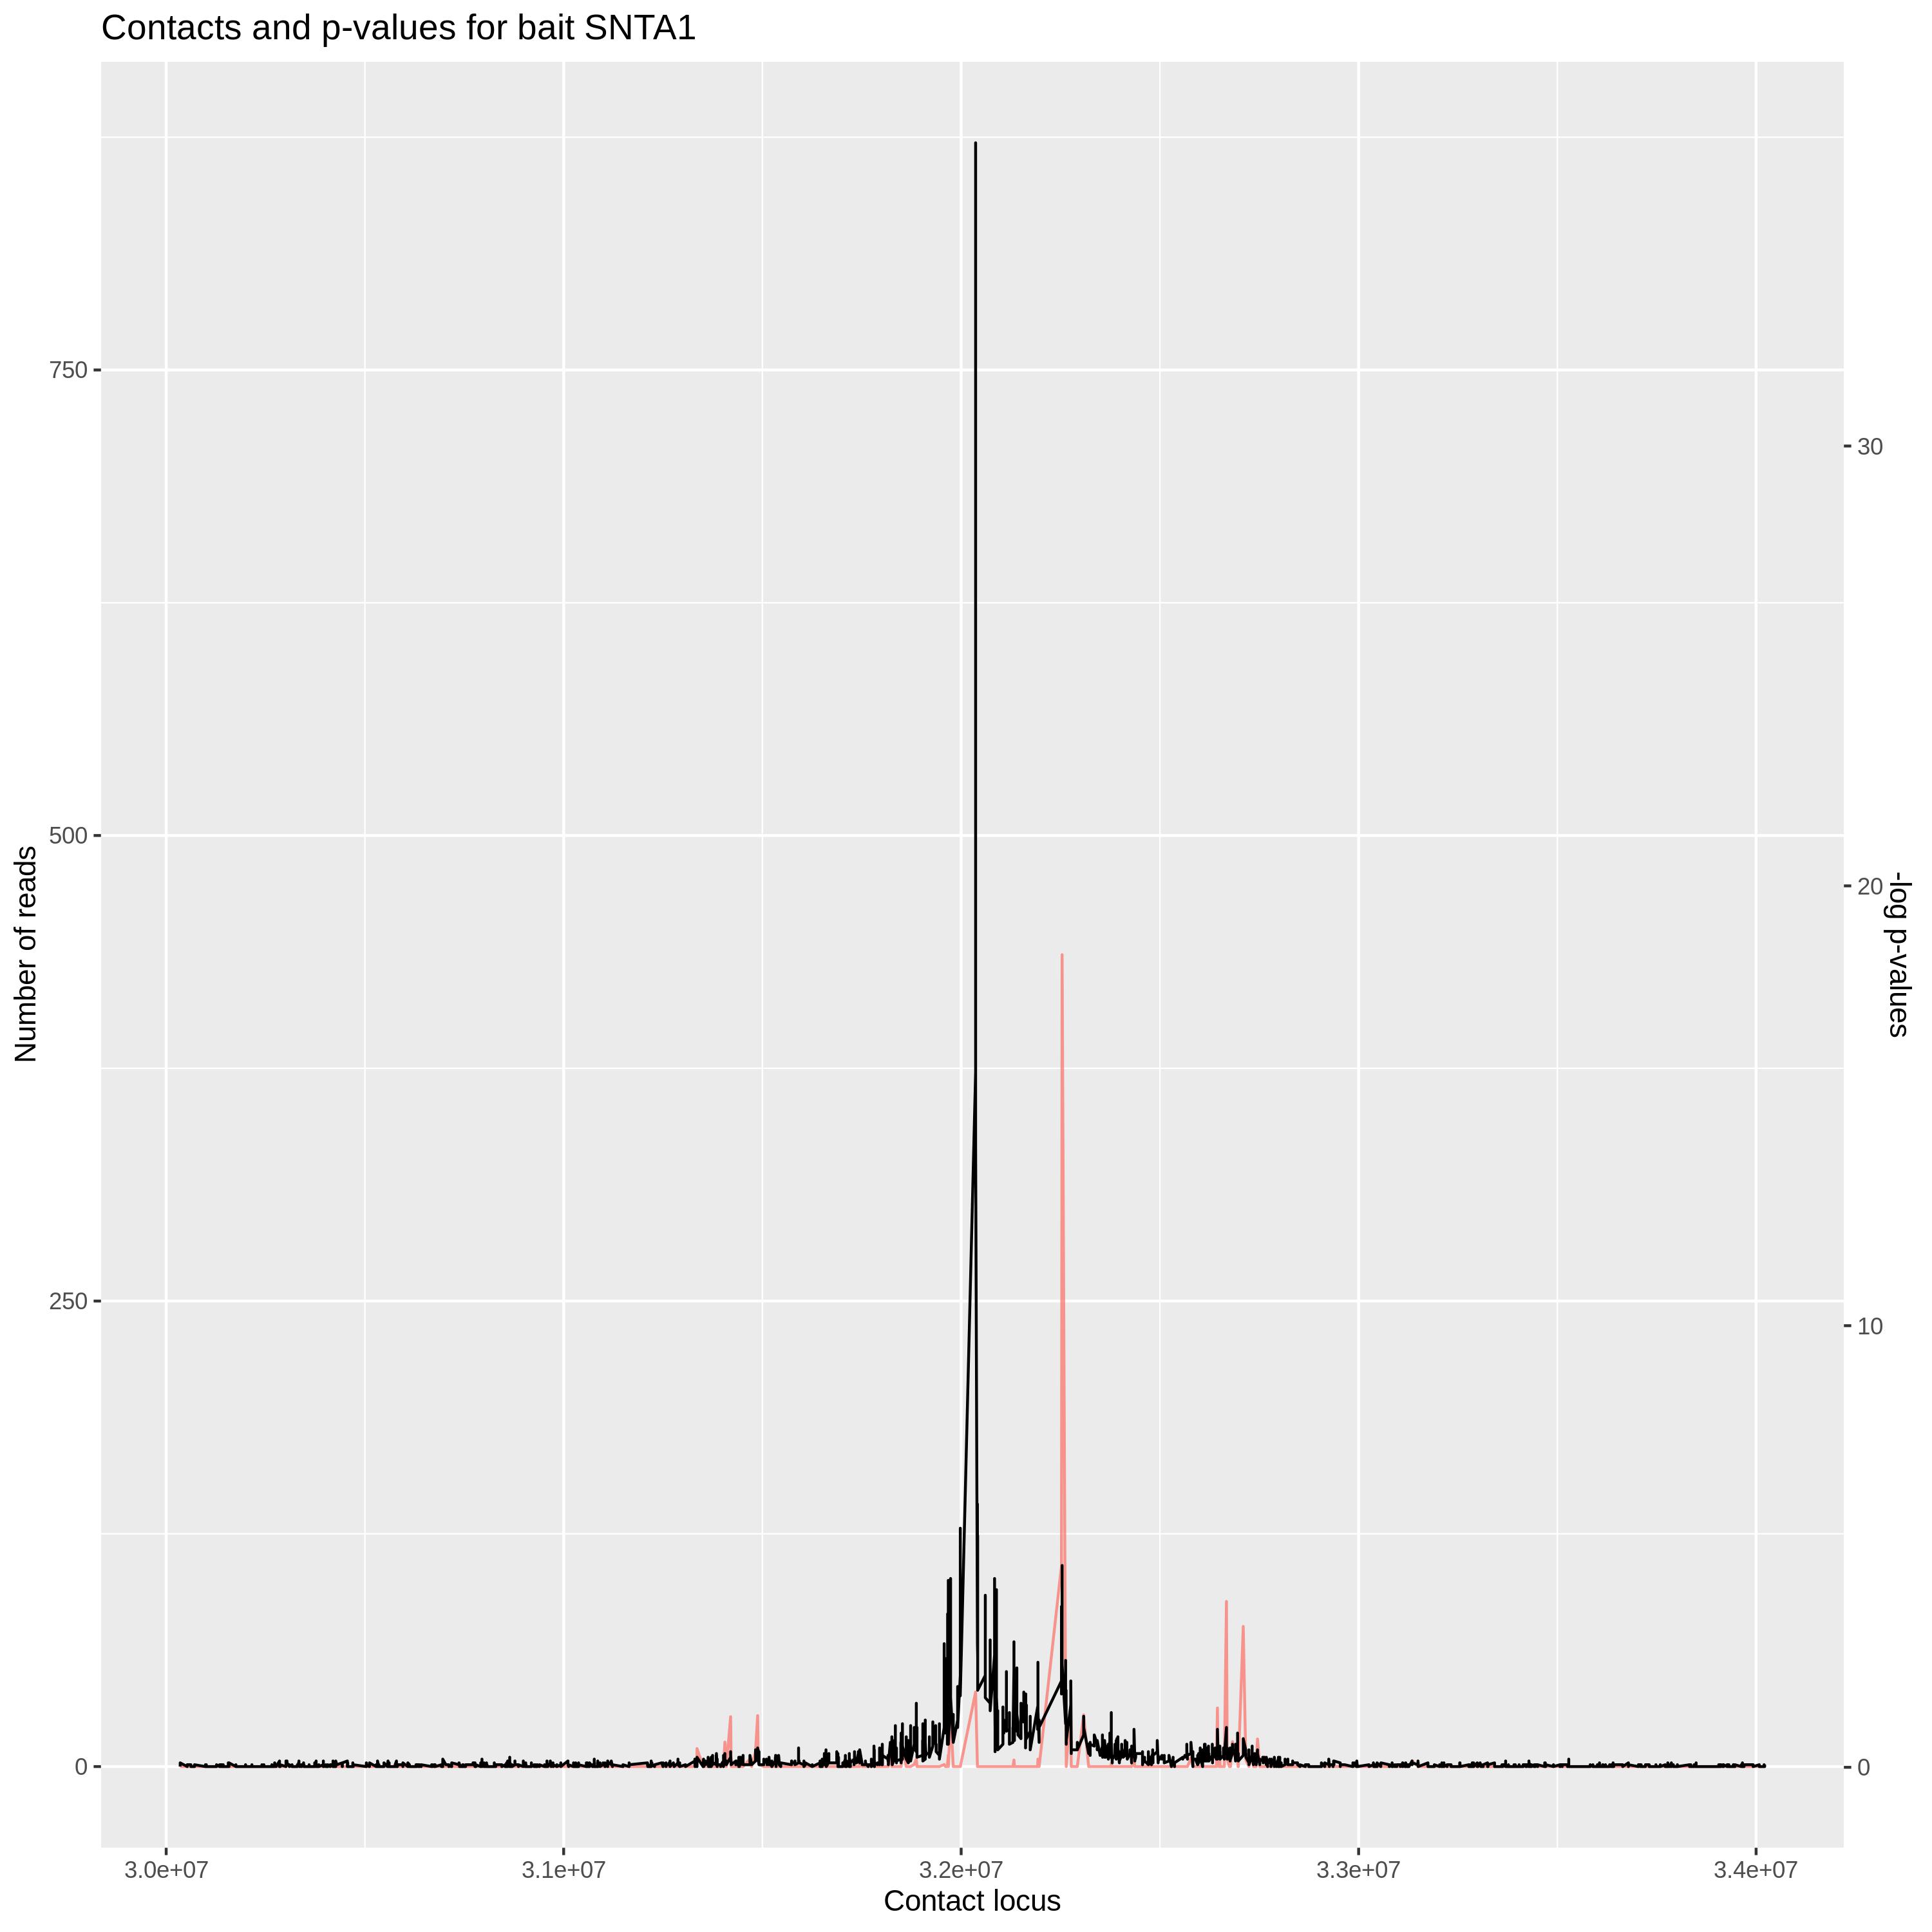 Contacts and p-values for bait SNTA1
750
500
250
0
Number of reads
30
20
10
0
-log p-values
3.0e+07
3.1e+07
3.2e+07
3.3e+07
3.4e+07
Contact locus